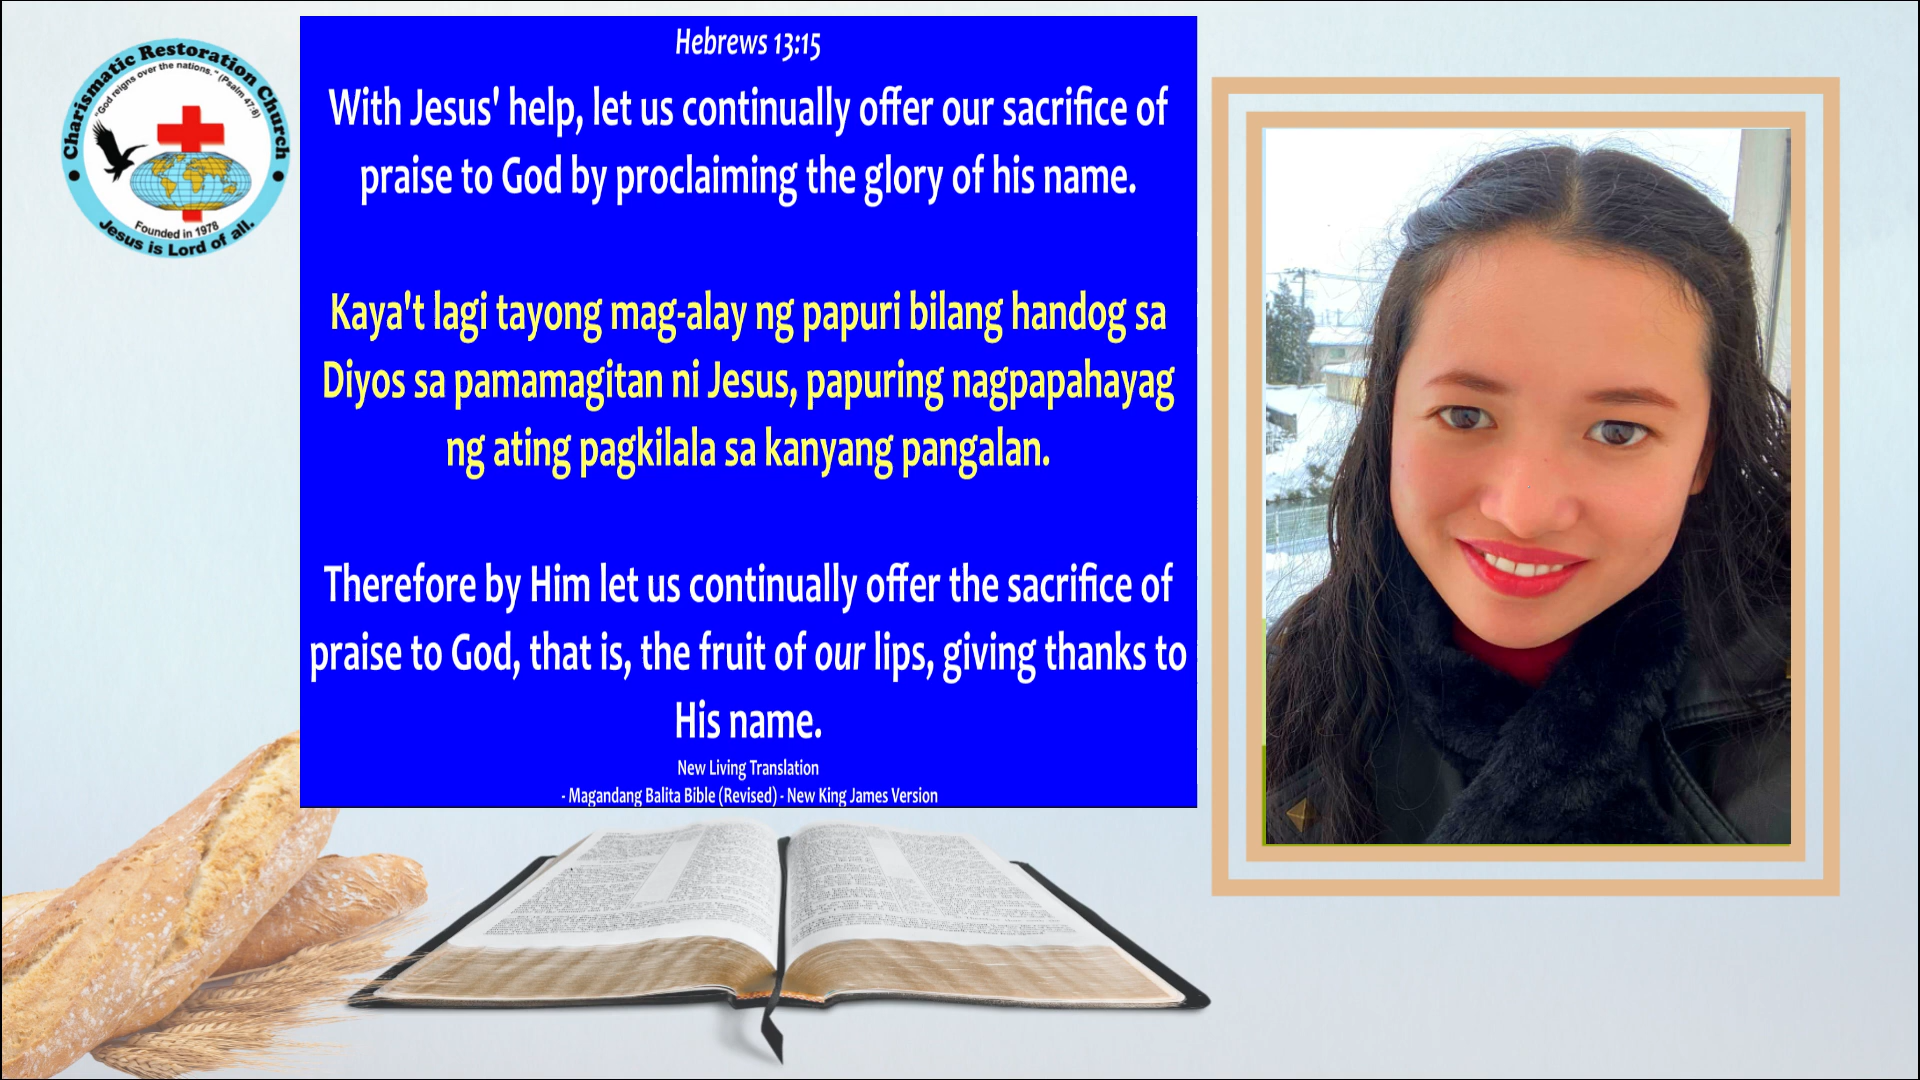 Charismatic Restoration Church
"God reigns over the nations." (Psalm 47:8)
Founded in 1978
Jesus is Lord of all.
Hebrews 13:15
With Jesus' help, let us continually offer our sacrifice of
praise to God by proclaiming the glory of his name.
Kaya't lagi tayong mag-alay ng papuri bilang handog sa
Diyos sa pamamagitan ni Jesus, papuring nagpapahayag
ng ating pagkilala sa kanyang pangalan.
Therefore by Him let us continually offer the sacrifice of
praise to God, that is, the fruit of our lips, giving thanks to
His name.
New Living Translation
- Magandang Balita Bible (Revised) - New King James Version